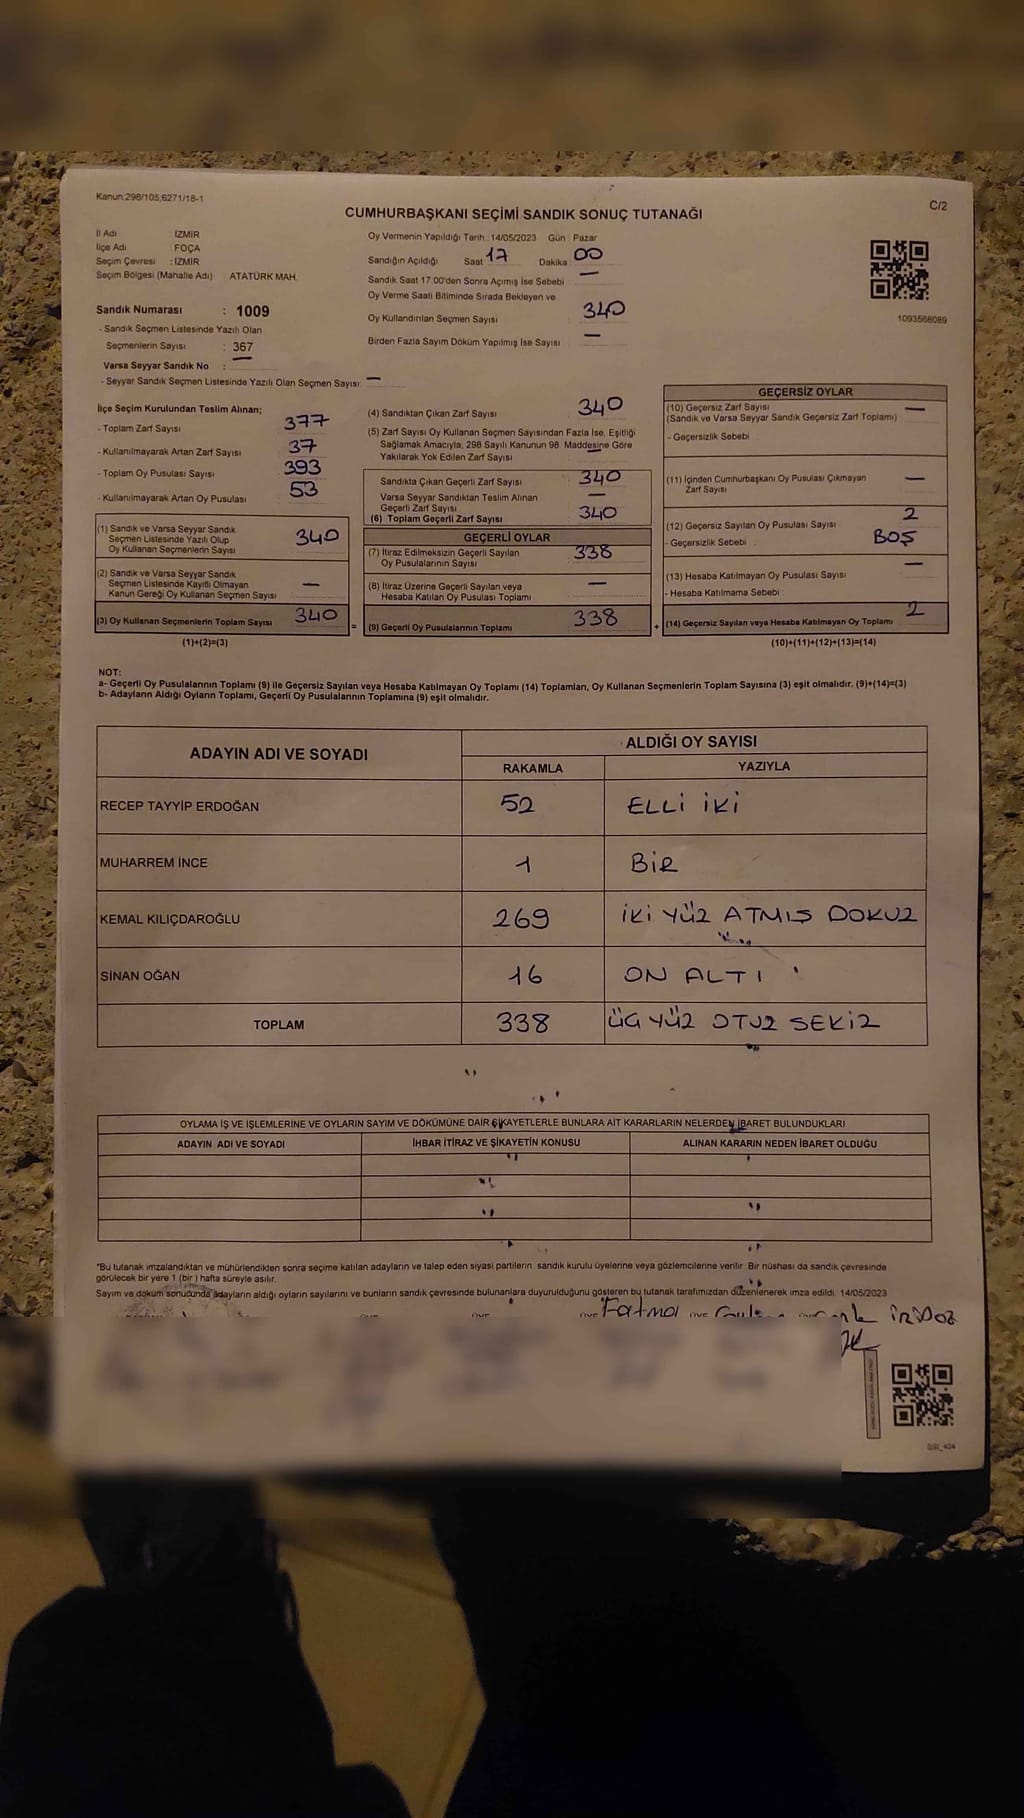 Kanun:298/105,6271/16-1
C/2
CUMHURBAŞKANI SEÇİMİ SANDIK SONUÇ TUTANAĞI
İl Adı İZMİR
İlçe Adı FOÇA
Seçim Çevresi : İZMİR
Seçim Bölgesi (Mahalle Adı) ATATÜRK MAH.
Sandık Numarası : 1009
- Sandık Seçmen Listesinde Yazılı Olan
Seçmenlerin Sayısı : 367
Varsa Seyyar Sandık No : —
- Seyyar Sandık Seçmen Listesinde Yazılı Olan Seçmen Sayısı: —
Oy Vermenin Yapıldığı Tarih : 14/05/2023 Gün : Pazar
Sandığın Açıldığı Saat 17 Dakika : 00
Sandık Saat 17:00'den Sonra Açımış İse Sebebi —
Oy Verme Saati Bitiminde Sırada Bekleyen ve
Oy Kullandırılan Seçmen Sayısı 340
Birden Fazla Sayım Döküm Yapılmış İse Sayısı —
1093568089
İlçe Seçim Kurulundan Teslim Alınan;
- Toplam Zarf Sayısı 377
- Kullanılmayarak Artan Zarf Sayısı 37
- Toplam Oy Pusulası Sayısı 393
- Kullanılmayarak Artan Oy Pusulası 53
(1) Sandık ve Varsa Seyyar Sandık
Seçmen Listesinde Yazılı Olup
Oy Kullanan Seçmenlerin Sayısı 340
(2) Sandık ve Varsa Seyyar Sandık
Seçmen Listesinde Kayıtlı Olmayan
Kanun Gereği Oy Kullanan Seçmen Sayısı —
(3) Oy Kullanan Seçmenlerin Toplam Sayısı 340 =
(1)+(2)=(3)
(4) Sandıktan Çıkan Zarf Sayısı 340
(5) Zarf Sayısı Oy Kullanan Seçmen Sayısından Fazla İse, Eşitliği
Sağlamak Amacıyla, 298 Sayılı Kanunun 98. Maddesine Göre
Yakılarak Yok Edilen Zarf Sayısı —
Sandıkta Çıkan Geçerli Zarf Sayısı 340
Varsa Seyyar Sandıktan Teslim Alınan
Geçerli Zarf Sayısı —
(6) Toplam Geçerli Zarf Sayısı 340
GEÇERLİ OYLAR
(7) İtiraz Edilmeksizin Geçerli Sayılan
Oy Pusulalarının Sayısı 338
(8) İtiraz Üzerine Geçerli Sayılan veya
Hesaba Katılan Oy Pusulası Toplamı —
(9) Geçerli Oy Pusulalarının Toplamı 338 +
GEÇERSİZ OYLAR
(10) Geçersiz Zarf Sayısı —
(Sandık ve Varsa Seyyar Sandık Geçersiz Zarf Toplamı)
- Geçersizlik Sebebi
(11) İçinden Cumhurbaşkanı Oy Pusulası Çıkmayan
Zarf Sayısı —
(12) Geçersiz Sayılan Oy Pusulası Sayısı 2
- Geçersizlik Sebebi : BOŞ
(13) Hesaba Katılmayan Oy Pusulası Sayısı —
- Hesaba Katılmama Sebebi :
(14) Geçersiz Sayılan veya Hesaba Katılmayan Oy Toplamı 2
(10)+(11)+(12)+(13)=(14)
NOT:
a- Geçerli Oy Pusulalarının Toplamı (9) ile Geçersiz Sayılan veya Hesaba Katılmayan Oy Toplamı (14) Toplamları, Oy Kullanan Seçmenlerin Toplam Sayısına (3) eşit olmalıdır. (9)+(14)=(3)
b- Adayların Aldığı Oyların Toplamı, Geçerli Oy Pusulalarının Toplamına (9) eşit olmalıdır.
ADAYIN ADI VE SOYADI ALDIĞI OY SAYISI
RAKAMLA YAZIYLA
RECEP TAYYİP ERDOĞAN 52 ELLİ İKİ
MUHARREM İNCE 1 BİR
KEMAL KILIÇDAROĞLU 269 İKİ YÜZ ATMIŞ DOKUZ
SİNAN OĞAN 16 ON ALTI
TOPLAM 338 ÜÇ YÜZ OTUZ SEKİZ
OYLAMA İŞ VE İŞLEMLERİNE VE OYLARIN SAYIM VE DÖKÜMÜNE DAİR ŞİKAYETLERLE BUNLARA AİT KARARLARIN NELERDEN İBARET BULUNDUKLARI
ADAYIN ADI VE SOYADI İHBAR İTİRAZ VE ŞİKAYETİN KONUSU ALINAN KARARIN NEDEN İBARET OLDUĞU
*Bu tutanak imzalandıktan ve mühürlendikten sonra seçime katılan adayların ve talep eden siyasi partilerin sandık kurulu üyelerine veya gözlemcilerine verilir. Bir nüshası da sandık çevresinde
görülecek bir yere 1 (bir ) hafta süreyle asılır.
Sayım ve döküm sonucunda adayların aldığı oyların sayılarını ve bunların sandık çevresinde bulunanlara duyurulduğunu gösteren bu tutanak tarafımızdan düzenlenerek imza edildi. 14/05/2023
Fatma